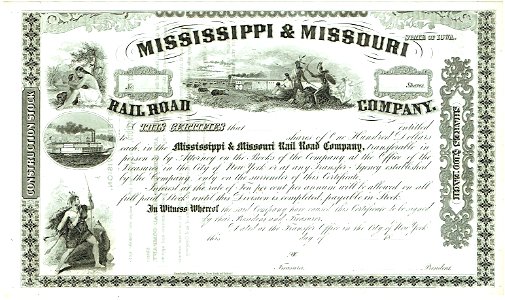 MISSISSIPPI & MISSOURI
STATE OF IOWA.
No
Shares
RAIL ROAD COMPANY.
CONSTRUCTION STOCK
THIS CERTIFIES that entitled
to shares of One Hundred Dollars
each in the Mississippi & Missouri Rail Road Company, transferable in
person or by Attorney on the Books of the Company at the Office of the
Treasurer in the City of New York or at any Transfer Agency established
by the Company only on the surrender of this Certificate.
Interest at the rate of Ten per cent per annum will be allowed on all
full paid Stock until this Division is completed, payable in Stock.
In Witness Whereof the said Company have caused this Certificate to be signed
by their President and Treasurer.
Dated at the Transfer Office in the City of New York
this day of 18
Treasurer. President.